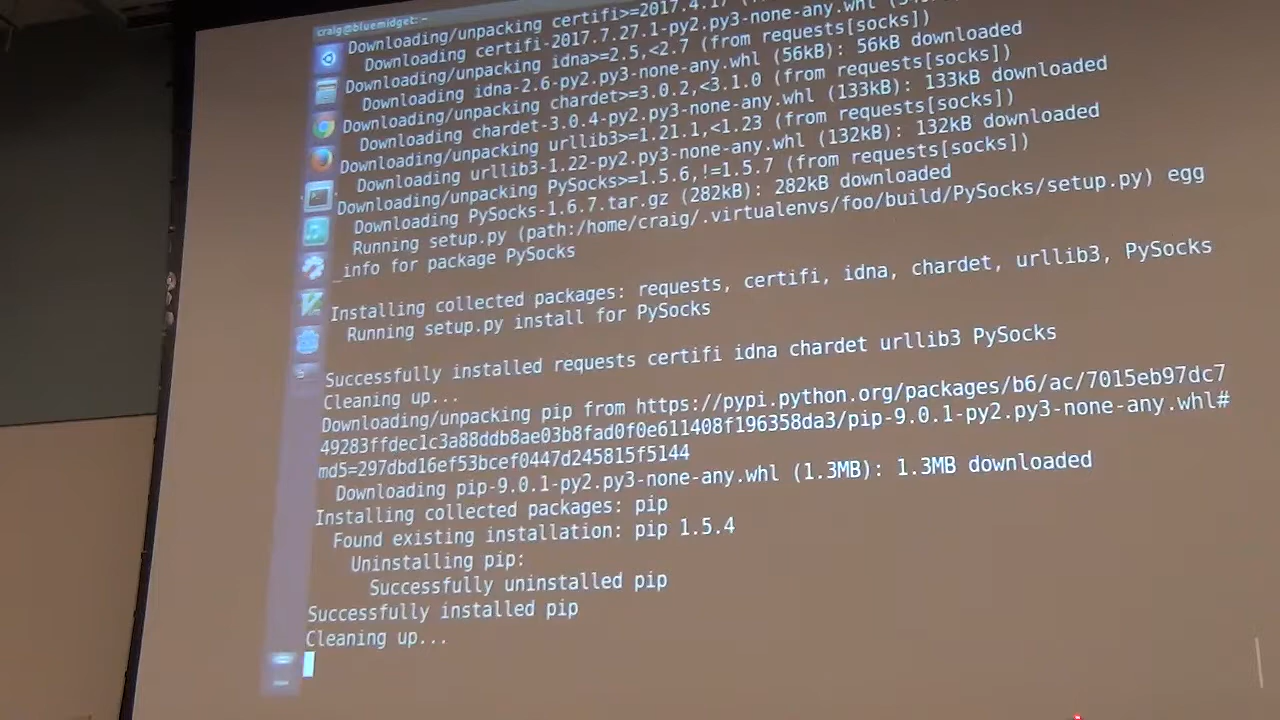 craig@bluemidget: ~
Downloading/unpacking certifi>=2017.4.17
Downloading certifi-2017.7.27.1-py2.py3-none-any.whl
Downloading/unpacking idna>=2.5,<2.7 (from requests[socks])
Downloading idna-2.6-py2.py3-none-any.whl (56kB): 56kB downloaded
Downloading/unpacking chardet>=3.0.2,<3.1.0 (from requests[socks])
Downloading chardet-3.0.4-py2.py3-none-any.whl (133kB): 133kB downloaded
Downloading/unpacking urllib3>=1.21.1,<1.23 (from requests[socks])
Downloading urllib3-1.22-py2.py3-none-any.whl (132kB): 132kB downloaded
Downloading/unpacking PySocks>=1.5.6,!=1.5.7 (from requests[socks])
Downloading PySocks-1.6.7.tar.gz (282kB): 282kB downloaded
Running setup.py (path:/home/craig/.virtualenvs/foo/build/PySocks/setup.py) egg
_info for package PySocks
Installing collected packages: requests, certifi, idna, chardet, urllib3, PySocks
Running setup.py install for PySocks
Successfully installed requests certifi idna chardet urllib3 PySocks
Cleaning up...
Downloading/unpacking pip from https://pypi.python.org/packages/b6/ac/7015eb97dc7
49283ffdec1c3a88ddb8ae03b8fad0f0e611408f196358da3/pip-9.0.1-py2.py3-none-any.whl#
md5=297dbd16ef53bcef0447d245815f5144
Downloading pip-9.0.1-py2.py3-none-any.whl (1.3MB): 1.3MB downloaded
Installing collected packages: pip
Found existing installation: pip 1.5.4
Uninstalling pip:
Successfully uninstalled pip
Successfully installed pip
Cleaning up...